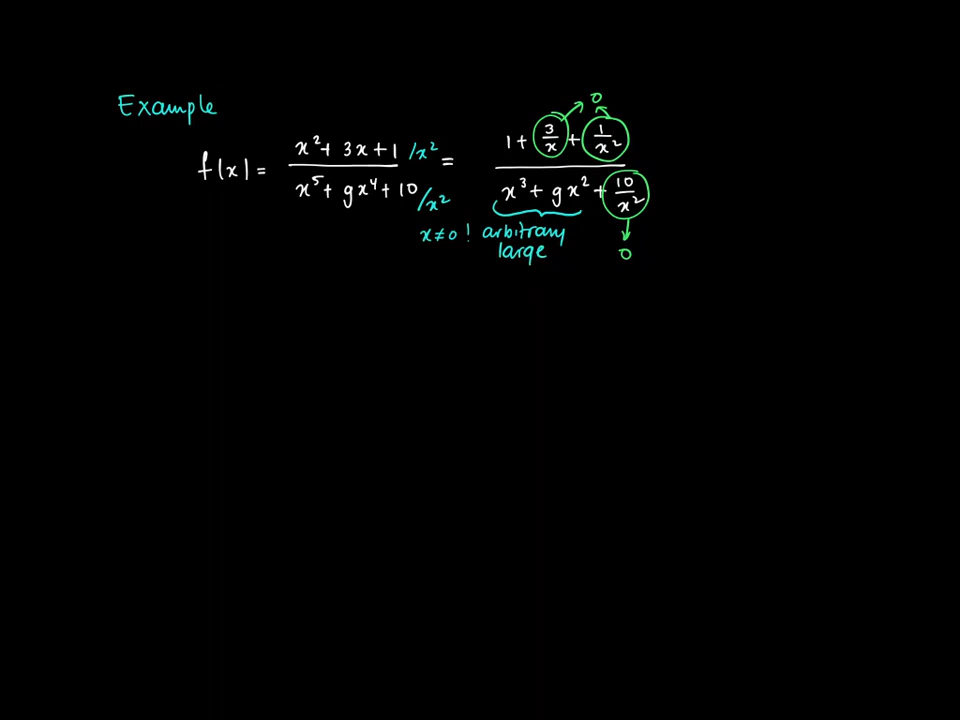 Example
0
f(x) = x²+ 3x+1 /x² / x⁵+ 9x⁴+10 /x² = 1+ 3/x + 1/x² / x³+ 9x² + 10/x²
x≠0 ! arbitrary
large
0